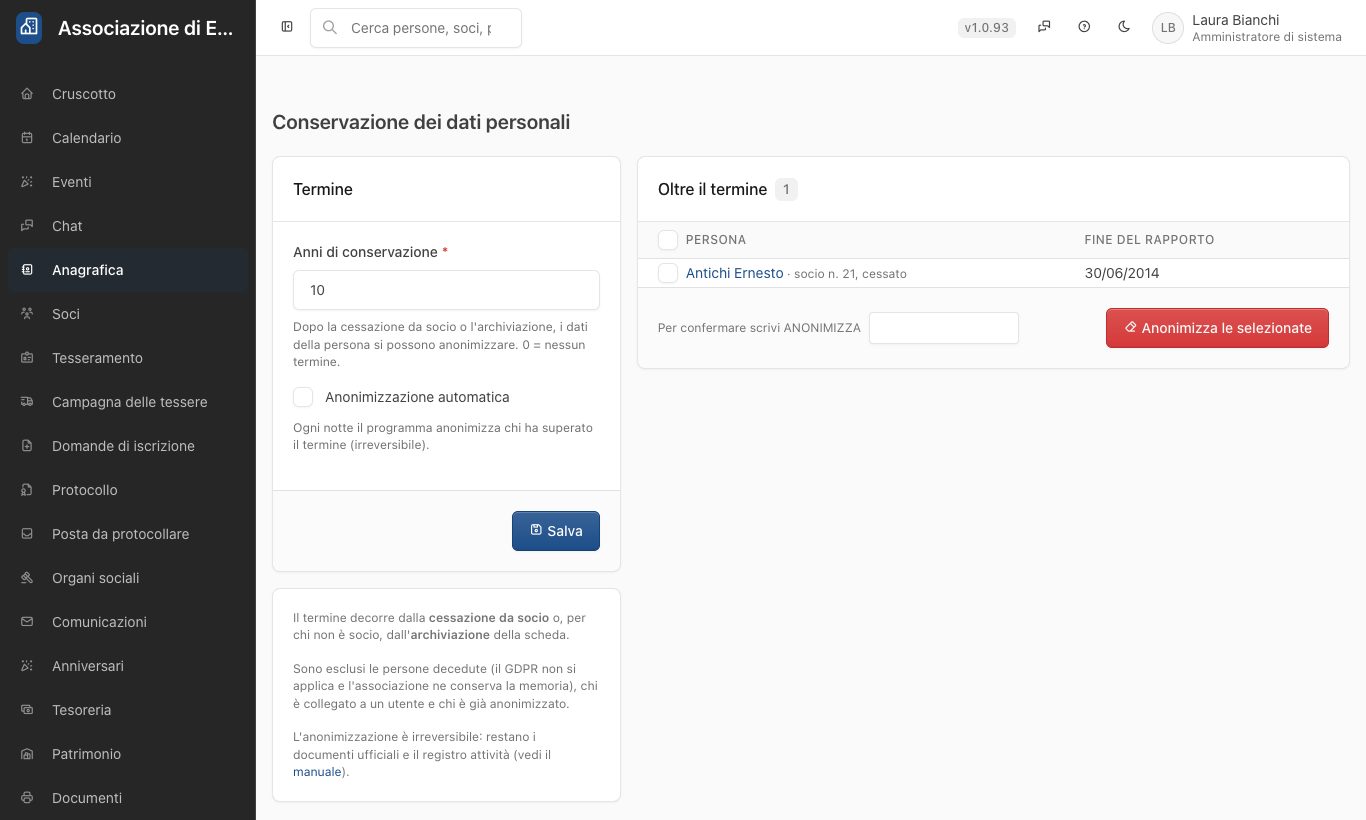 Associazione di E...
Cerca persone, soci, p
v1.0.93
LB
Laura Bianchi
Amministratore di sistema
Cruscotto
Calendario
Eventi
Chat
Anagrafica
Soci
Tesseramento
Campagna delle tessere
Domande di iscrizione
Protocollo
Posta da protocollare
Organi sociali
Comunicazioni
Anniversari
Tesoreria
Patrimonio
Documenti
Conservazione dei dati personali
Termine
Anni di conservazione *
10
Dopo la cessazione da socio o l'archiviazione, i dati
della persona si possono anonimizzare. 0 = nessun
termine.
Anonimizzazione automatica
Ogni notte il programma anonimizza chi ha superato
il termine (irreversibile).
Salva
Il termine decorre dalla cessazione da socio o, per
chi non è socio, dall'archiviazione della scheda.
Sono esclusi le persone decedute (il GDPR non si
applica e l'associazione ne conserva la memoria), chi
è collegato a un utente e chi è già anonimizzato.
L'anonimizzazione è irreversibile: restano i
documenti ufficiali e il registro attività (vedi il
manuale).
Oltre il termine 1
PERSONA FINE DEL RAPPORTO
Antichi Ernesto · socio n. 21, cessato 30/06/2014
Per confermare scrivi ANONIMIZZA
Anonimizza le selezionate